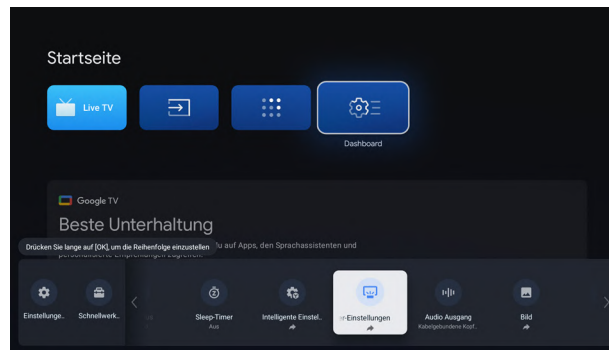 Startseite
Live TV
Dashboard
Google TV
Beste Unterhaltung
Drücken Sie lange auf [OK], um die Reihenfolge einzustellen
du auf Apps, den Sprachassistenten und
Einstellunge..
Schnellwerk..
Sleep-Timer
Aus
Intelligente Einstel..
r-Einstellungen
Audio Ausgang
Kabelgebundene Kopf..
Bild